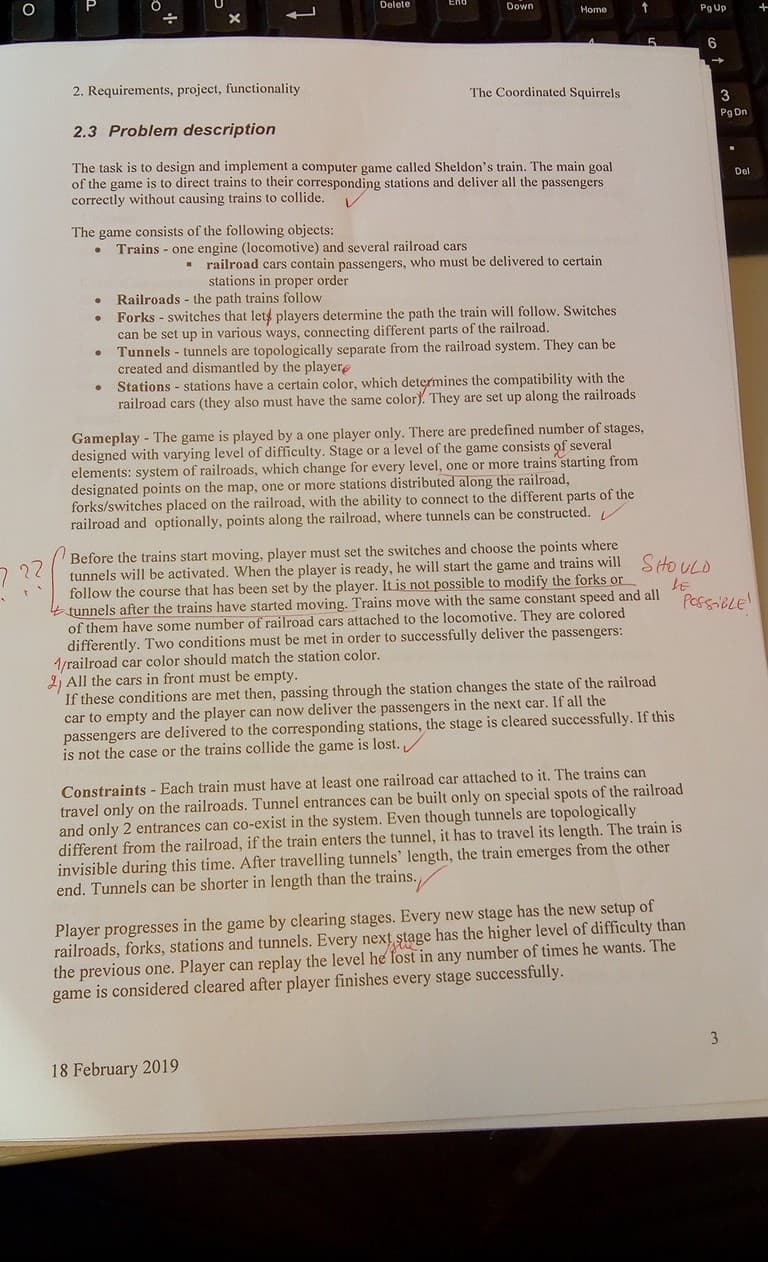 O P Ö ÷ U × Delete End Down Home ↑ Pg Up +
4 5 6 →
3 Pg Dn
. Del
2. Requirements, project, functionality The Coordinated Squirrels
2.3 Problem description
The task is to design and implement a computer game called Sheldon's train. The main goal
of the game is to direct trains to their corresponding stations and deliver all the passengers
correctly without causing trains to collide.
The game consists of the following objects:
• Trains - one engine (locomotive) and several railroad cars
▪ railroad cars contain passengers, who must be delivered to certain
stations in proper order
• Railroads - the path trains follow
• Forks - switches that lets players determine the path the train will follow. Switches
can be set up in various ways, connecting different parts of the railroad.
• Tunnels - tunnels are topologically separate from the railroad system. They can be
created and dismantled by the player.
• Stations - stations have a certain color, which determines the compatibility with the
railroad cars (they also must have the same color). They are set up along the railroads
Gameplay - The game is played by a one player only. There are predefined number of stages,
designed with varying level of difficulty. Stage or a level of the game consists of several
elements: system of railroads, which change for every level, one or more trains starting from
designated points on the map, one or more stations distributed along the railroad,
forks/switches placed on the railroad, with the ability to connect to the different parts of the
railroad and optionally, points along the railroad, where tunnels can be constructed.
Before the trains start moving, player must set the switches and choose the points where
? ?? tunnels will be activated. When the player is ready, he will start the game and trains will SHOULD
follow the course that has been set by the player. It is not possible to modify the forks or BE
tunnels after the trains have started moving. Trains move with the same constant speed and all POSSIBLE!
of them have some number of railroad cars attached to the locomotive. They are colored
differently. Two conditions must be met in order to successfully deliver the passengers:
1) railroad car color should match the station color.
2) All the cars in front must be empty.
If these conditions are met then, passing through the station changes the state of the railroad
car to empty and the player can now deliver the passengers in the next car. If all the
passengers are delivered to the corresponding stations, the stage is cleared successfully. If this
is not the case or the trains collide the game is lost.
Constraints - Each train must have at least one railroad car attached to it. The trains can
travel only on the railroads. Tunnel entrances can be built only on special spots of the railroad
and only 2 entrances can co-exist in the system. Even though tunnels are topologically
different from the railroad, if the train enters the tunnel, it has to travel its length. The train is
invisible during this time. After travelling tunnels' length, the train emerges from the other
end. Tunnels can be shorter in length than the trains.
Player progresses in the game by clearing stages. Every new stage has the new setup of
railroads, forks, stations and tunnels. Every next stage has the higher level of difficulty than
the previous one. Player can replay the level he /she lost in any number of times he wants. The
game is considered cleared after player finishes every stage successfully.
3
18 February 2019